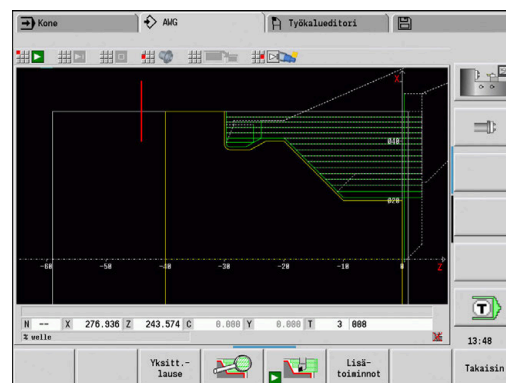 Kone AWG Työkalueditori
X
ø40
ø20
-60 -50 -40 -30 -20 -10 0 Z
N -- X 276.936 Z 243.574 C 0.000 Y 0.000 T 3 000
% welle
13:48
Yksitt.-
lause
Lisä-
toiminnot
Takaisin
T